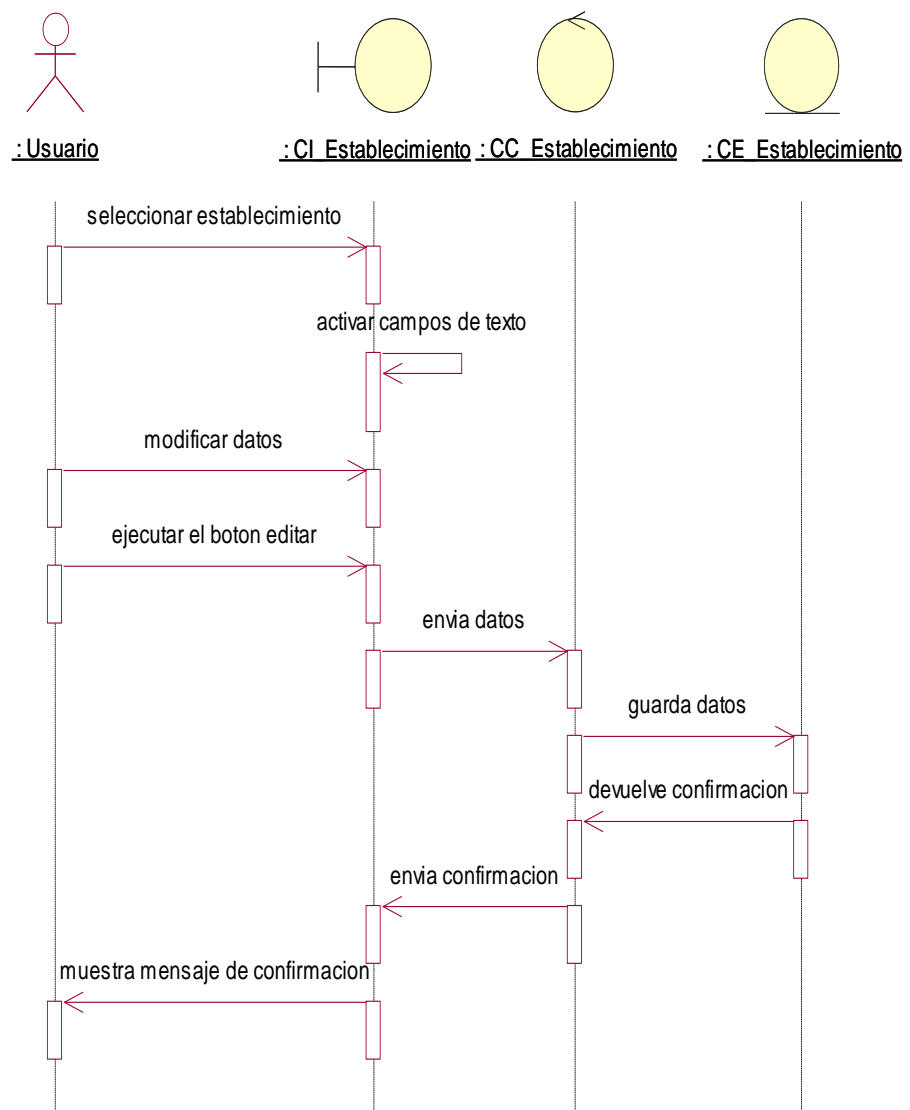 : Usuario
: CI_Establecimiento
: CC_Establecimiento
: CE_Establecimiento
seleccionar establecimiento
activar campos de texto
modificar datos
ejecutar el boton editar
envia datos
guarda datos
devuelve confirmacion
envia confirmacion
muestra mensaje de confirmacion